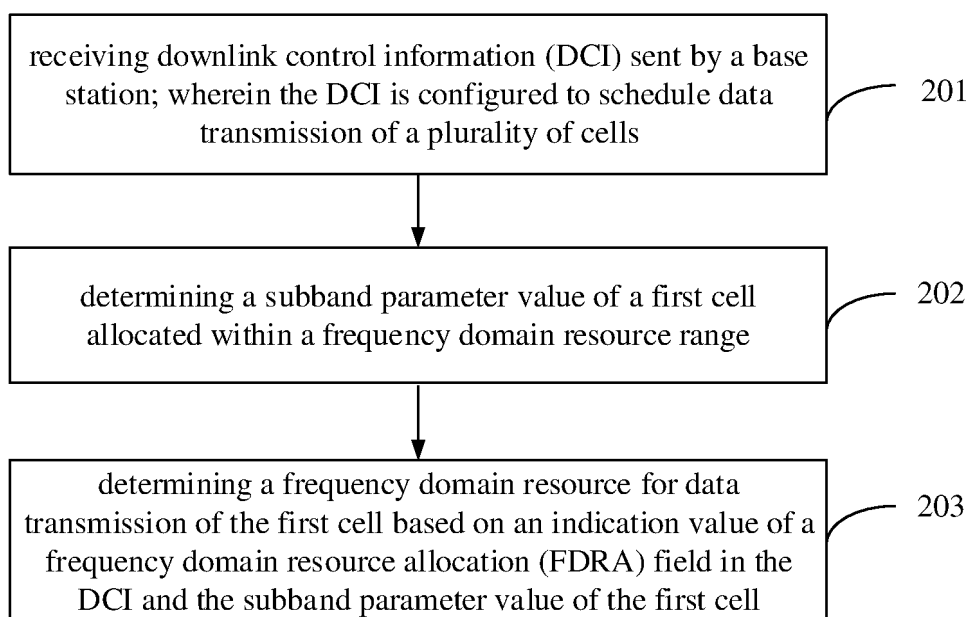 receiving downlink control information (DCI) sent by a base
station; wherein the DCI is configured to schedule data
transmission of a plurality of cells
201
determining a subband parameter value of a first cell
allocated within a frequency domain resource range
202
determining a frequency domain resource for data
transmission of the first cell based on an indication value of a
frequency domain resource allocation (FDRA) field in the
DCI and the subband parameter value of the first cell
203